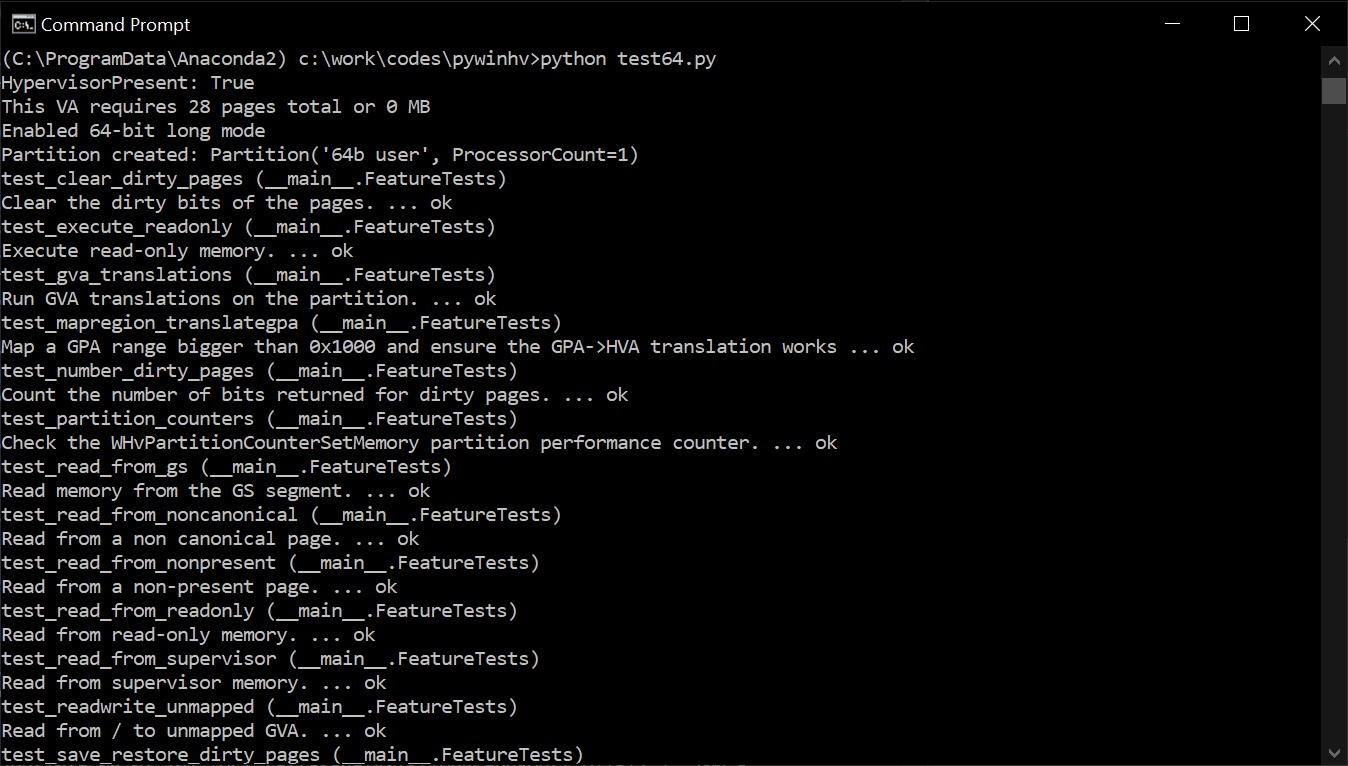 Command Prompt
(C:\ProgramData\Anaconda2) c:\work\codes\pywinhv>python test64.py
HypervisorPresent: True
This VA requires 28 pages total or 0 MB
Enabled 64-bit long mode
Partition created: Partition('64b user', ProcessorCount=1)
test_clear_dirty_pages (__main__.FeatureTests)
Clear the dirty bits of the pages. ... ok
test_execute_readonly (__main__.FeatureTests)
Execute read-only memory. ... ok
test_gva_translations (__main__.FeatureTests)
Run GVA translations on the partition. ... ok
test_mapregion_translategpa (__main__.FeatureTests)
Map a GPA range bigger than 0x1000 and ensure the GPA->HVA translation works ... ok
test_number_dirty_pages (__main__.FeatureTests)
Count the number of bits returned for dirty pages. ... ok
test_partition_counters (__main__.FeatureTests)
Check the WHvPartitionCounterSetMemory partition performance counter. ... ok
test_read_from_gs (__main__.FeatureTests)
Read memory from the GS segment. ... ok
test_read_from_noncanonical (__main__.FeatureTests)
Read from a non canonical page. ... ok
test_read_from_nonpresent (__main__.FeatureTests)
Read from a non-present page. ... ok
test_read_from_readonly (__main__.FeatureTests)
Read from read-only memory. ... ok
test_read_from_supervisor (__main__.FeatureTests)
Read from supervisor memory. ... ok
test_readwrite_unmapped (__main__.FeatureTests)
Read from / to unmapped GVA. ... ok
test_save_restore_dirty_pages (__main__.FeatureTests)